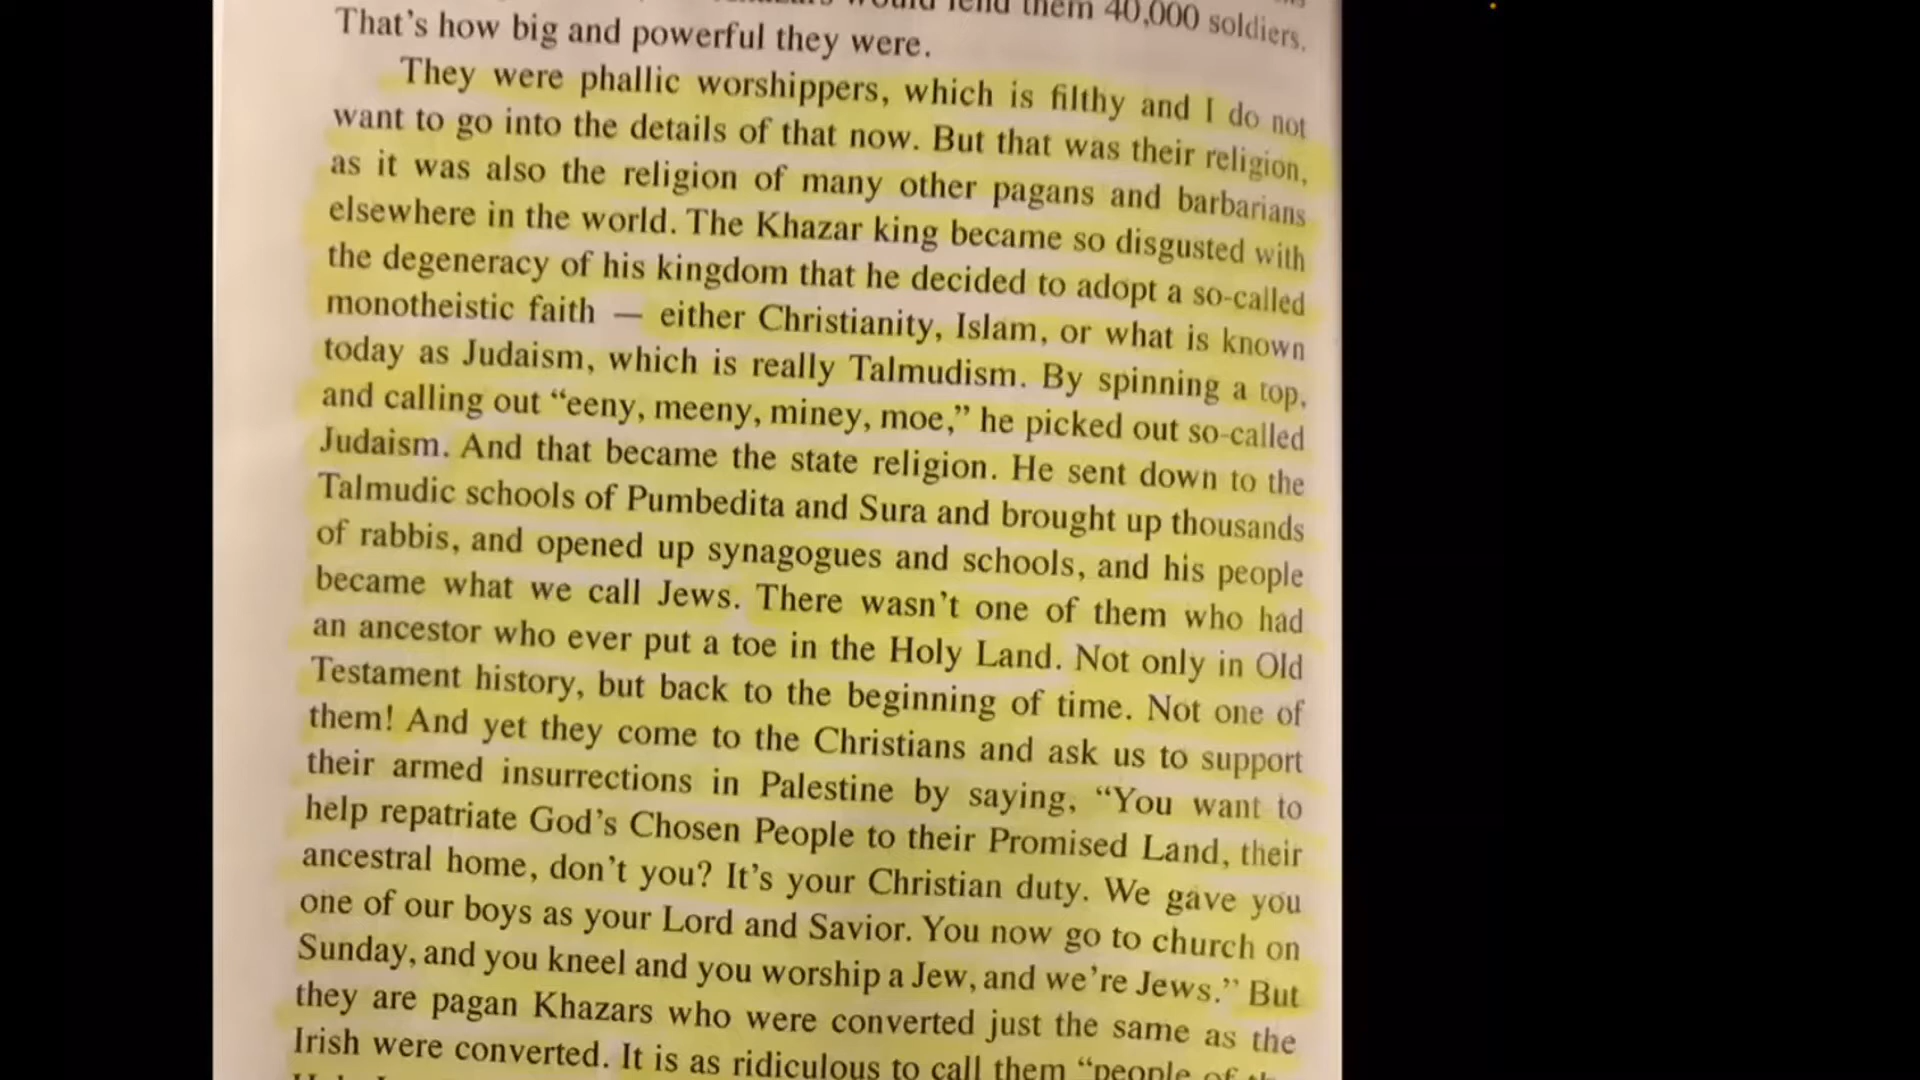 would lend them 40,000 soldiers.
That's how big and powerful they were.
They were phallic worshippers, which is filthy and I do not
want to go into the details of that now. But that was their religion,
as it was also the religion of many other pagans and barbarians
elsewhere in the world. The Khazar king became so disgusted with
the degeneracy of his kingdom that he decided to adopt a so-called
monotheistic faith — either Christianity, Islam, or what is known
today as Judaism, which is really Talmudism. By spinning a top,
and calling out “eeny, meeny, miney, moe,” he picked out so-called
Judaism. And that became the state religion. He sent down to the
Talmudic schools of Pumbedita and Sura and brought up thousands
of rabbis, and opened up synagogues and schools, and his people
became what we call Jews. There wasn't one of them who had
an ancestor who ever put a toe in the Holy Land. Not only in Old
Testament history, but back to the beginning of time. Not one of
them! And yet they come to the Christians and ask us to support
their armed insurrections in Palestine by saying, “You want to
help repatriate God's Chosen People to their Promised Land, their
ancestral home, don't you? It's your Christian duty. We gave you
one of our boys as your Lord and Savior. You now go to church on
Sunday, and you kneel and you worship a Jew, and we're Jews.” But
they are pagan Khazars who were converted just the same as the
Irish were converted. It is as ridiculous to call them “people of